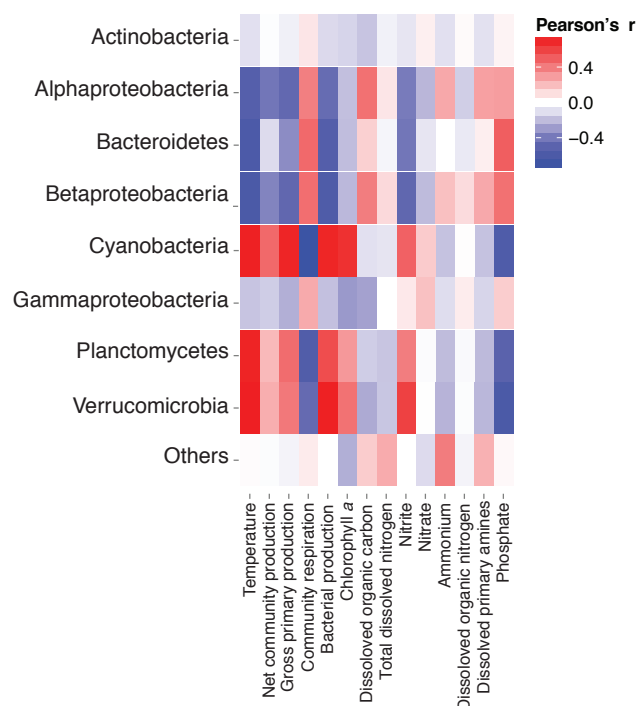 Pearson's r
0.4
0.0
−0.4
Actinobacteria
Alphaproteobacteria
Bacteroidetes
Betaproteobacteria
Cyanobacteria
Gammaproteobacteria
Planctomycetes
Verrucomicrobia
Others
Temperature
Net community production
Gross primary production
Community respiration
Bacterial production
Chlorophyll a
Dissoloved organic carbon
Total dissolved nitrogen
Nitrite
Nitrate
Ammonium
Dissoloved organic nitrogen
Dissolved primary amines
Phosphate